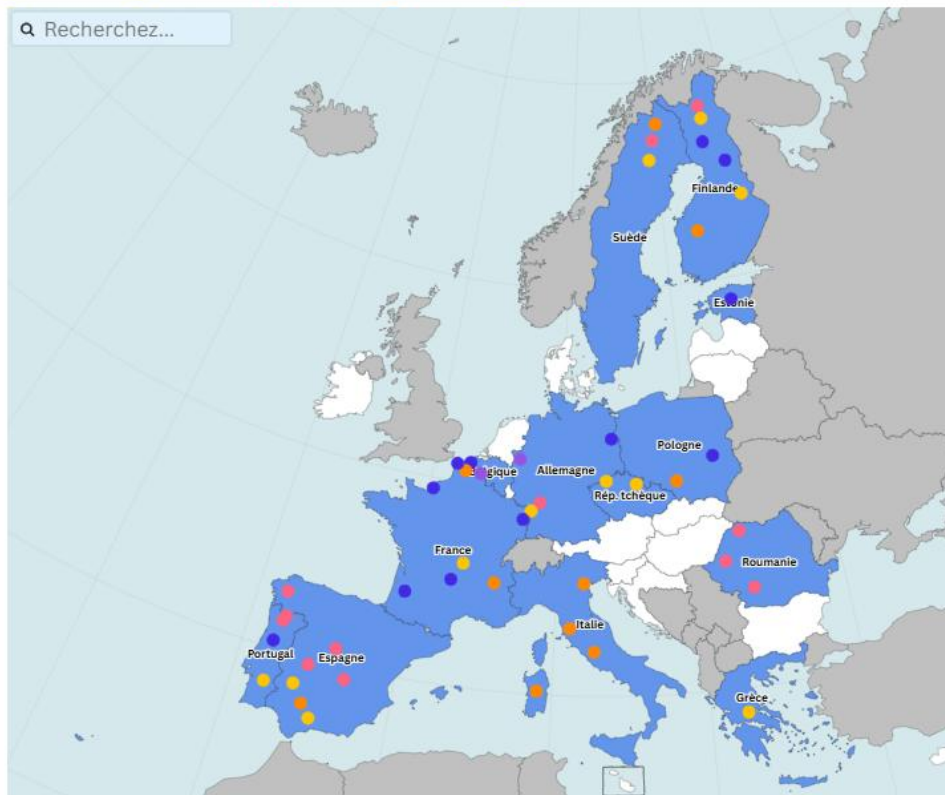 Recherchez...
Finlande
Suède
Estonie
Pologne
Belgique
Allemagne
Rép. tchèque
France
Roumanie
Italie
Portugal
Espagne
Grèce